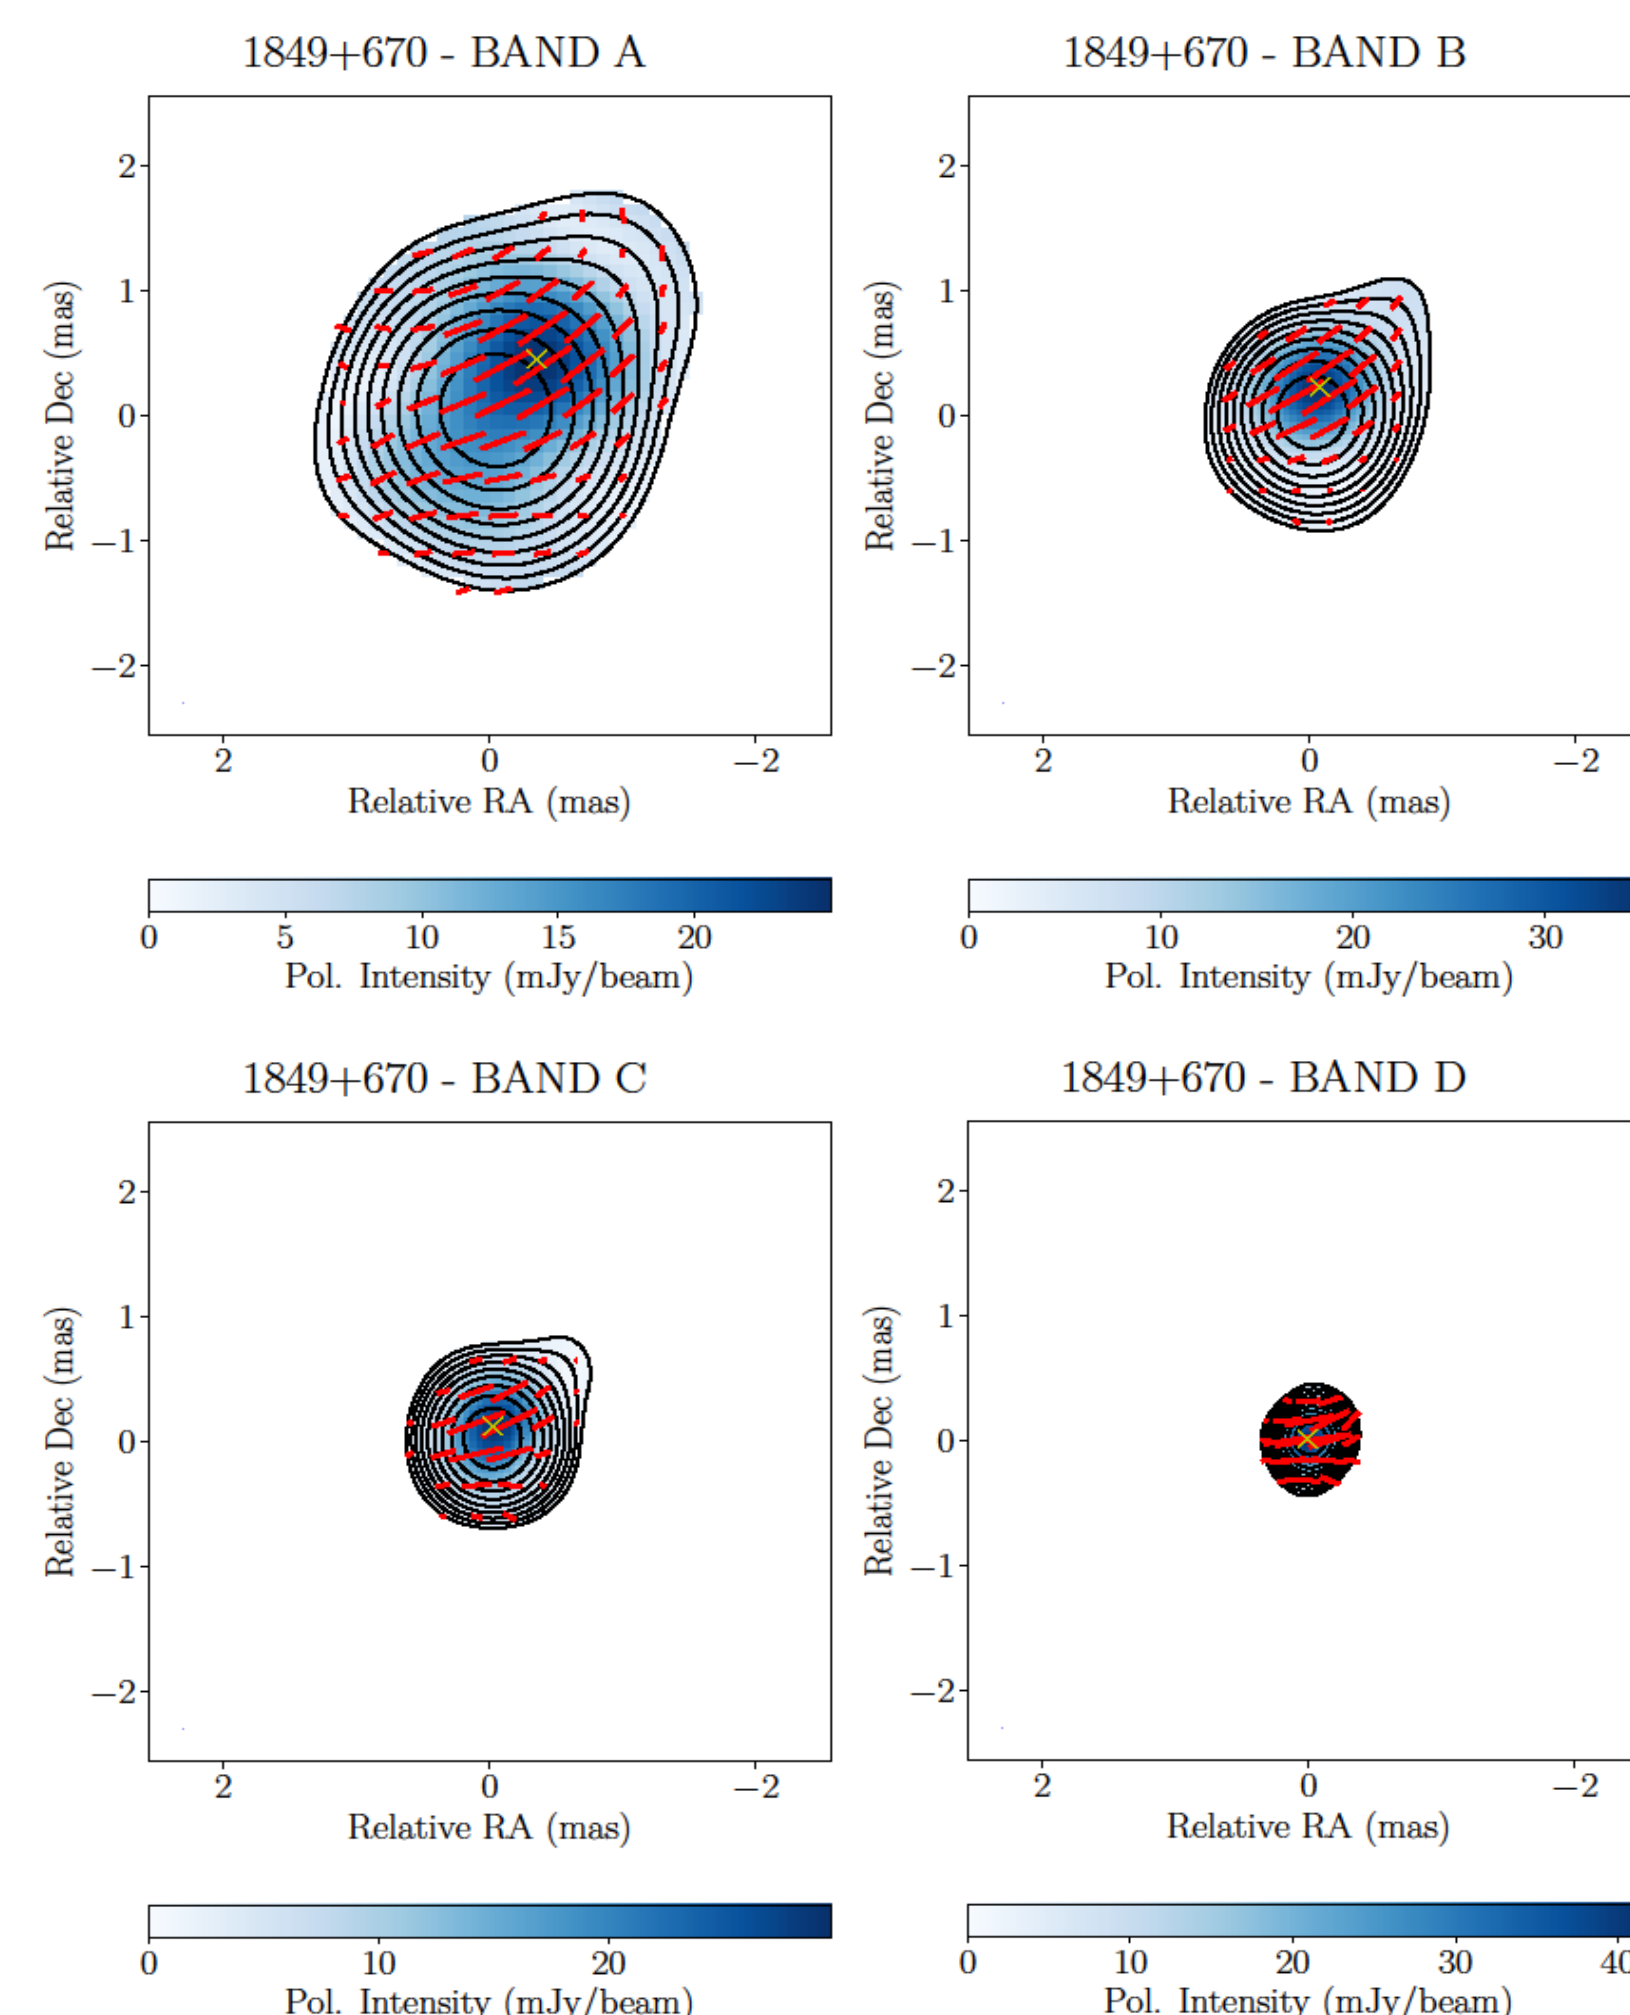 1849+670 - BAND A
2
1
0
−1
−2
Relative Dec (mas)
2 0 −2
Relative RA (mas)
0 5 10 15 20
Pol. Intensity (mJy/beam)
1849+670 - BAND B
2
1
0
−1
−2
Relative Dec (mas)
2 0 −2
Relative RA (mas)
0 10 20 30
Pol. Intensity (mJy/beam)
1849+670 - BAND C
2
1
0
−1
−2
Relative Dec (mas)
2 0 −2
Relative RA (mas)
0 10 20
Pol. Intensity (mJy/beam)
1849+670 - BAND D
2
1
0
−1
−2
Relative Dec (mas)
2 0 −2
Relative RA (mas)
0 10 20 30 40
Pol. Intensity (mJy/beam)